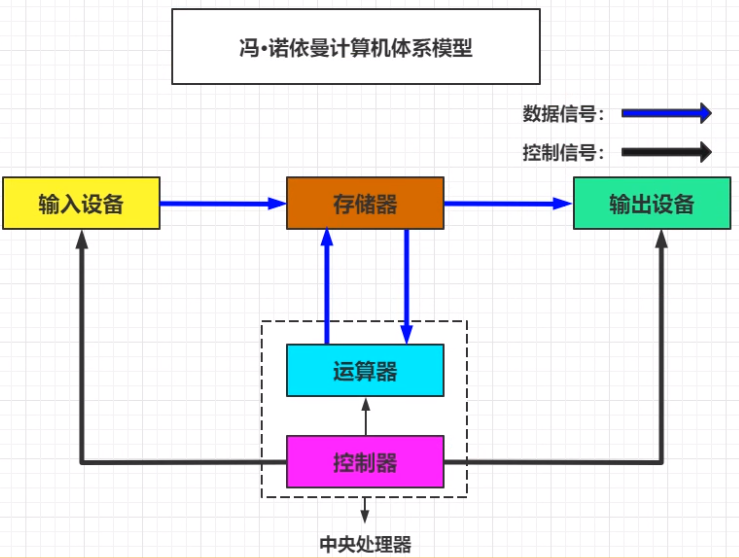 冯·诺依曼计算机体系模型
数据信号：
控制信号：
输入设备
存储器
输出设备
运算器
控制器
中央处理器